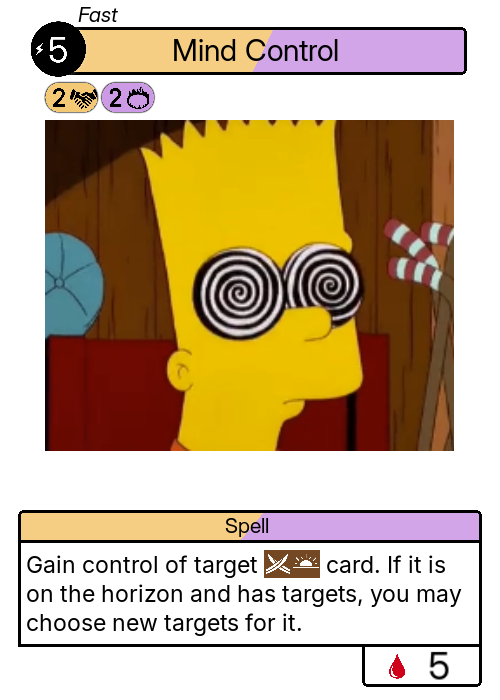 Fast
5
Mind Control
2 2
Spell
Gain control of target card. If it is
on the horizon and has targets, you may
choose new targets for it.
5